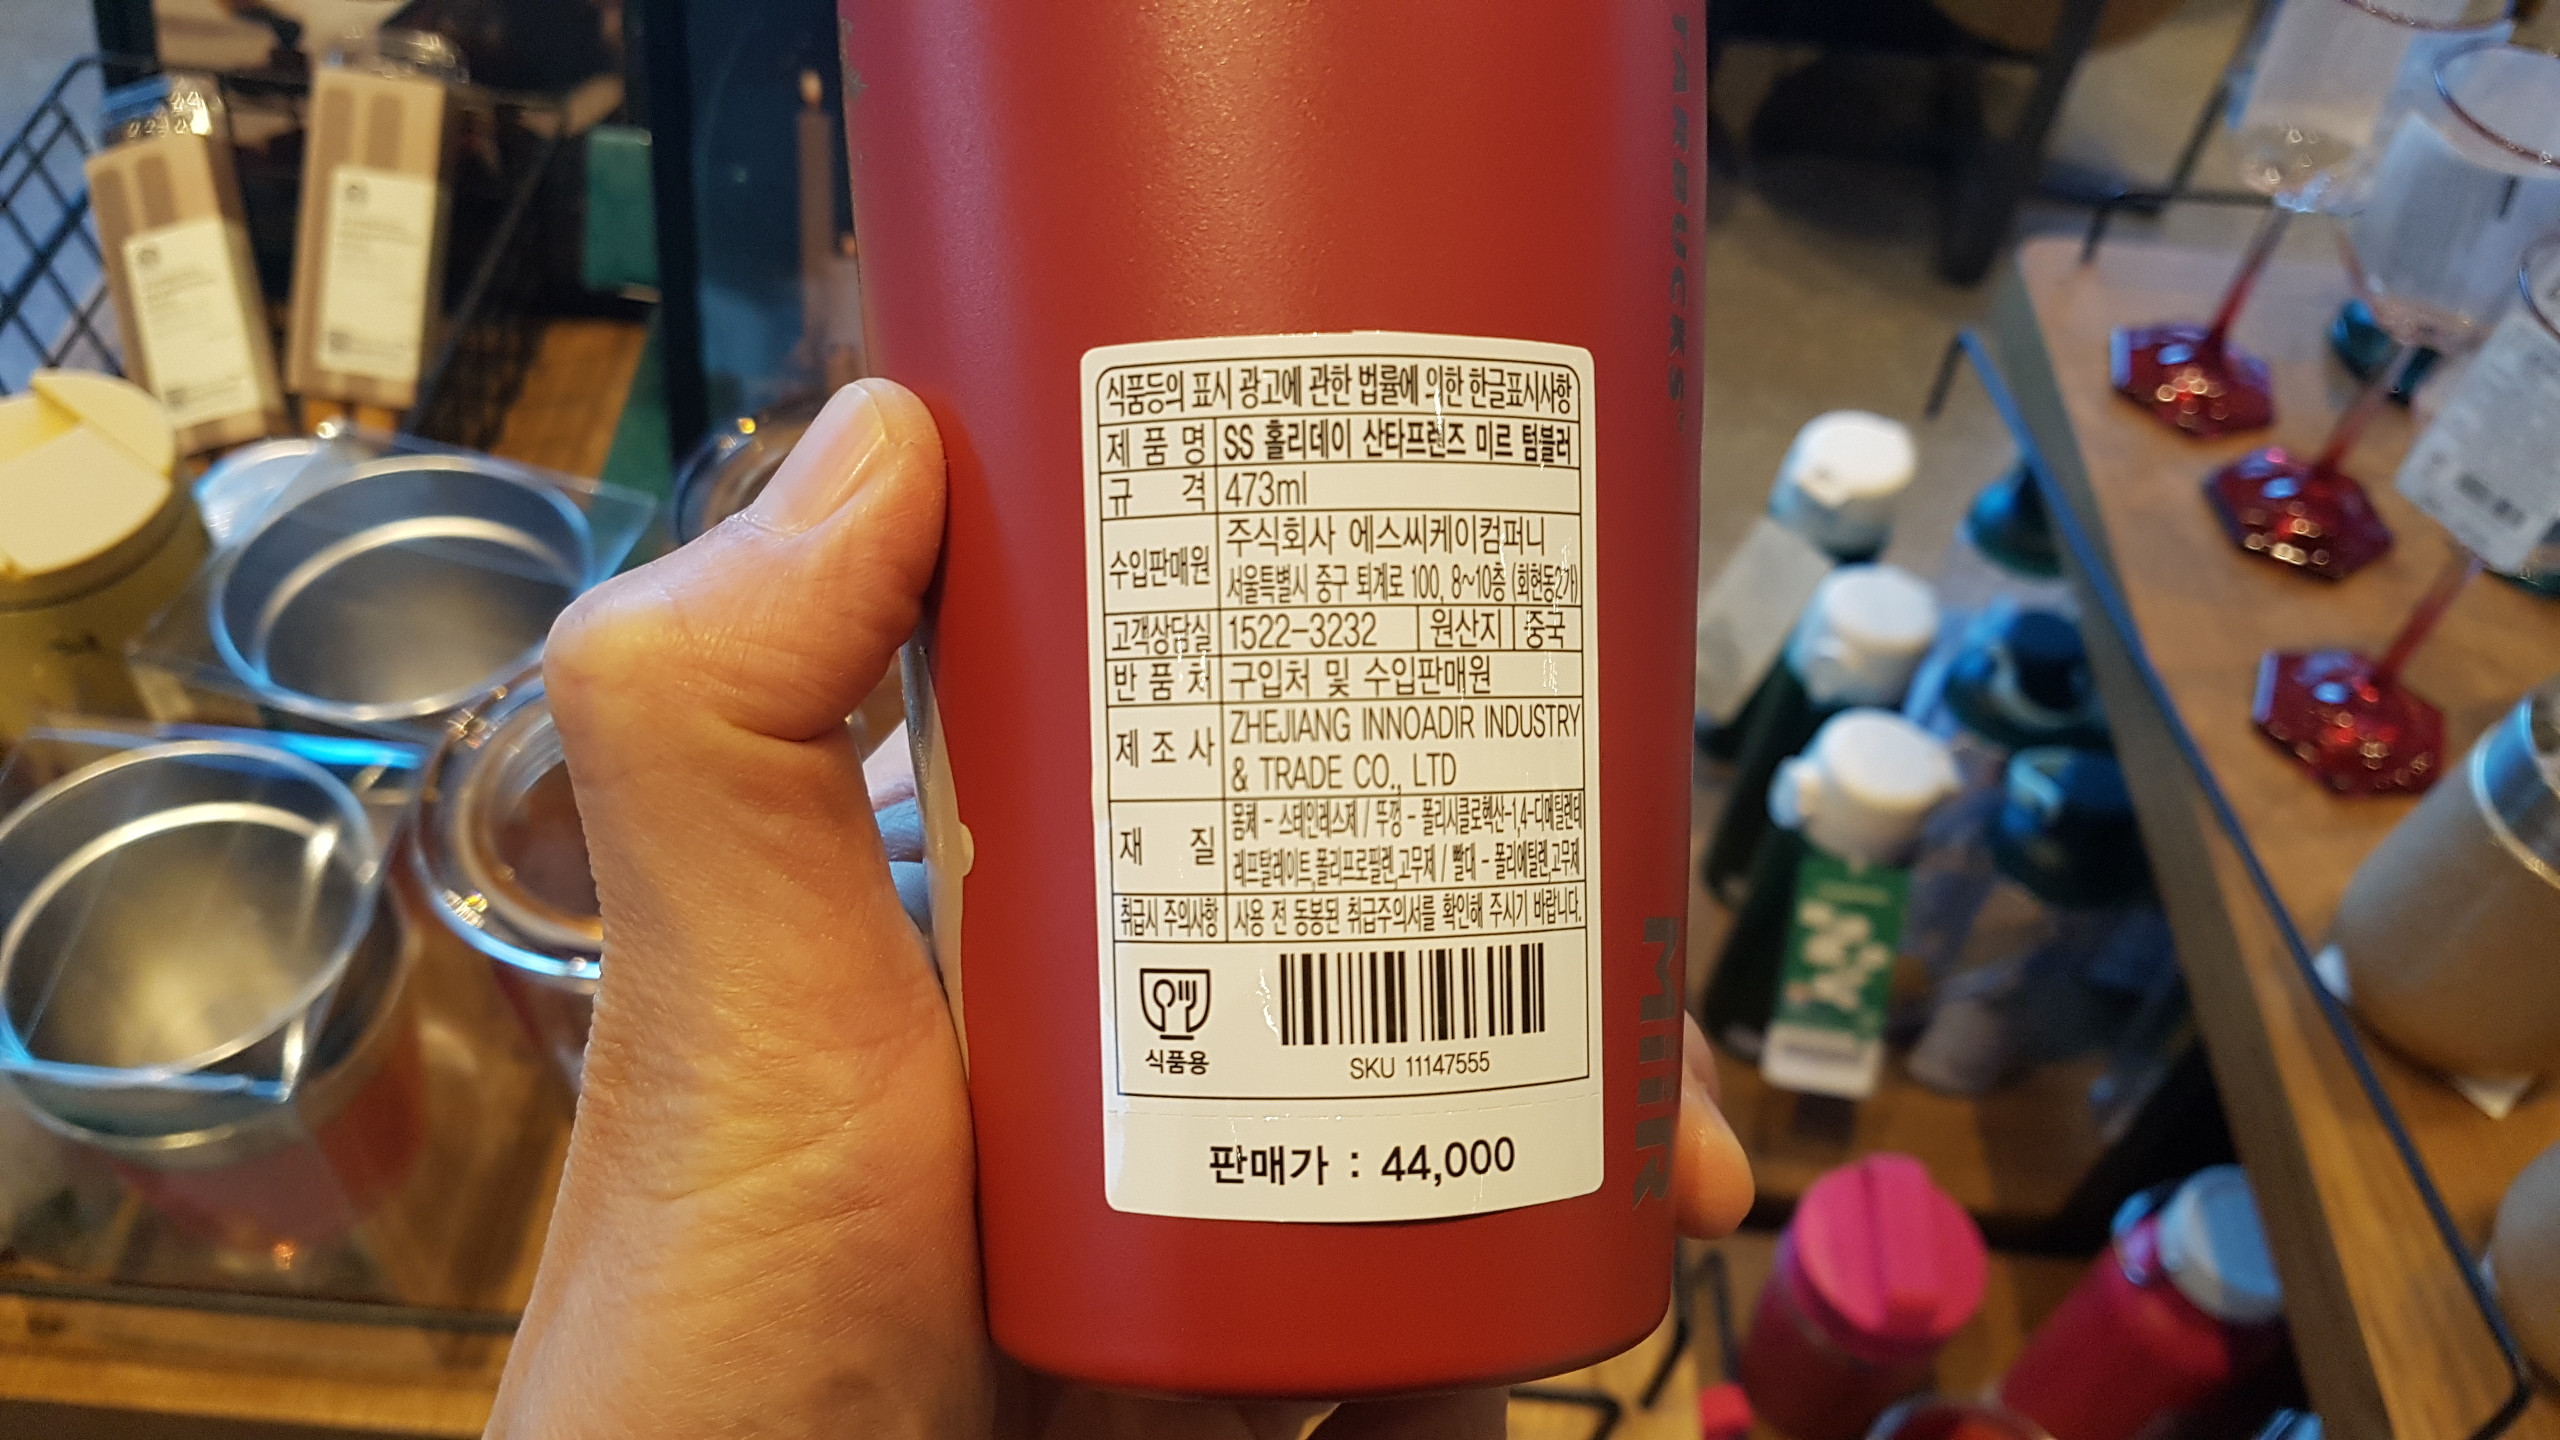 STARBUCKS
식품등의 표시 광고에 관한 법률에 의한 한글표시사항
제품명 SS 홀리데이 산타프렌즈 미르 텀블러
규격 473ml
수입판매원 주식회사 에스씨케이컴퍼니
서울특별시 중구 퇴계로 100, 8~10층 (회현동2가)
고객상담실 1522-3232 원산지 중국
반품처 구입처 및 수입판매원
제조사 ZHEJIANG INNOADIR INDUSTRY
& TRADE CO., LTD
재질 몸체 - 스테인레스제 / 뚜껑 - 폴리시클로헥산-1,4-디메틸렌테
레프탈레이트,폴리프로필렌,고무제 / 빨대 - 폴리에틸렌,고무제
취급시 주의사항 사용 전 동봉된 취급주의서를 확인해 주시기 바랍니다.
식품용
SKU 11147555
판매가 : 44,000
MiiR